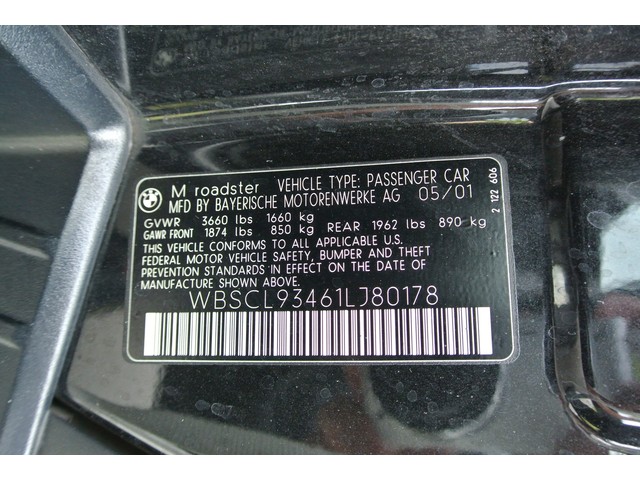 M roadster VEHICLE TYPE: PASSENGER CAR
MFD BY BAYERISCHE MOTORENWERKE AG 05/01
GVWR 3660 lbs 1660 kg
GAWR FRONT 1874 lbs 850 kg REAR 1962 lbs 890 kg
THIS VEHICLE CONFORMS TO ALL APPLICABLE U.S.
FEDERAL MOTOR VEHICLE SAFETY, BUMPER AND THEFT
PREVENTION STANDARDS IN EFFECT ON THE DATE OF
MANUFACTURE SHOWN ABOVE.
WBSCL93461LJ80178
2 122 606